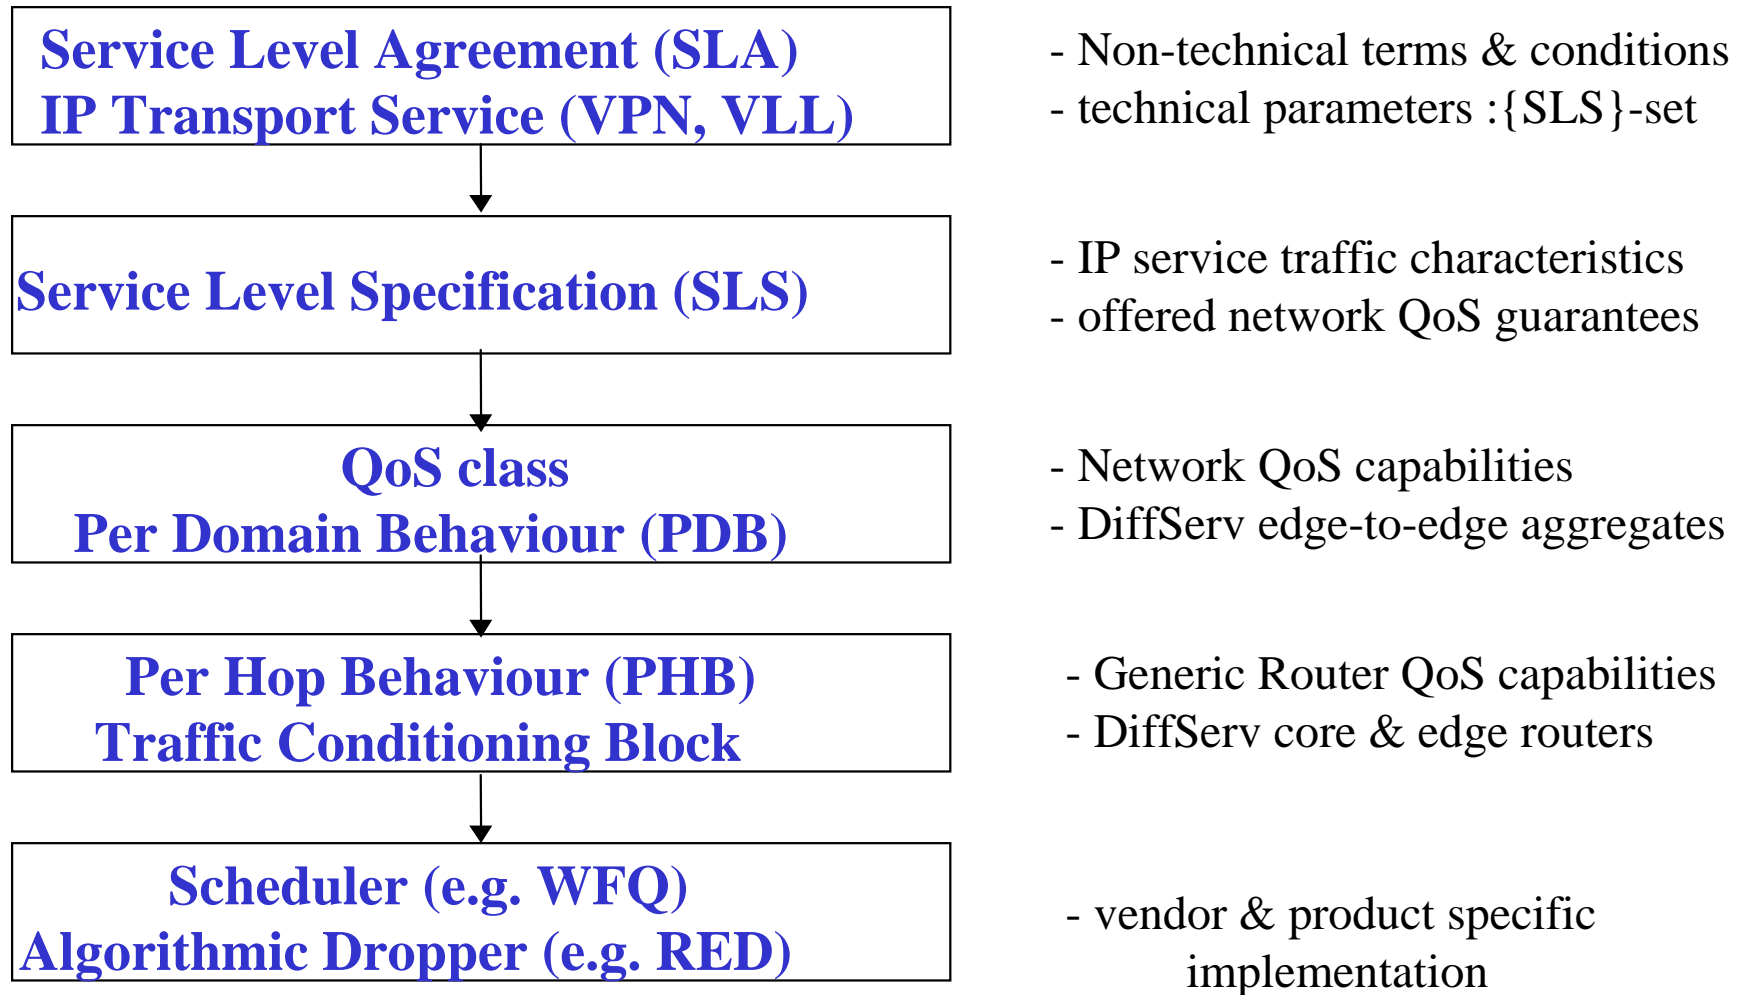 Service Level Agreement (SLA)
IP Transport Service (VPN, VLL)
- Non-technical terms & conditions
- technical parameters :{SLS}-set
Service Level Specification (SLS)
- IP service traffic characteristics
- offered network QoS guarantees
QoS class
Per Domain Behaviour (PDB)
- Network QoS capabilities
- DiffServ edge-to-edge aggregates
Per Hop Behaviour (PHB)
Traffic Conditioning Block
- Generic Router QoS capabilities
- DiffServ core & edge routers
Scheduler (e.g. WFQ)
Algorithmic Dropper (e.g. RED)
- vendor & product specific
implementation